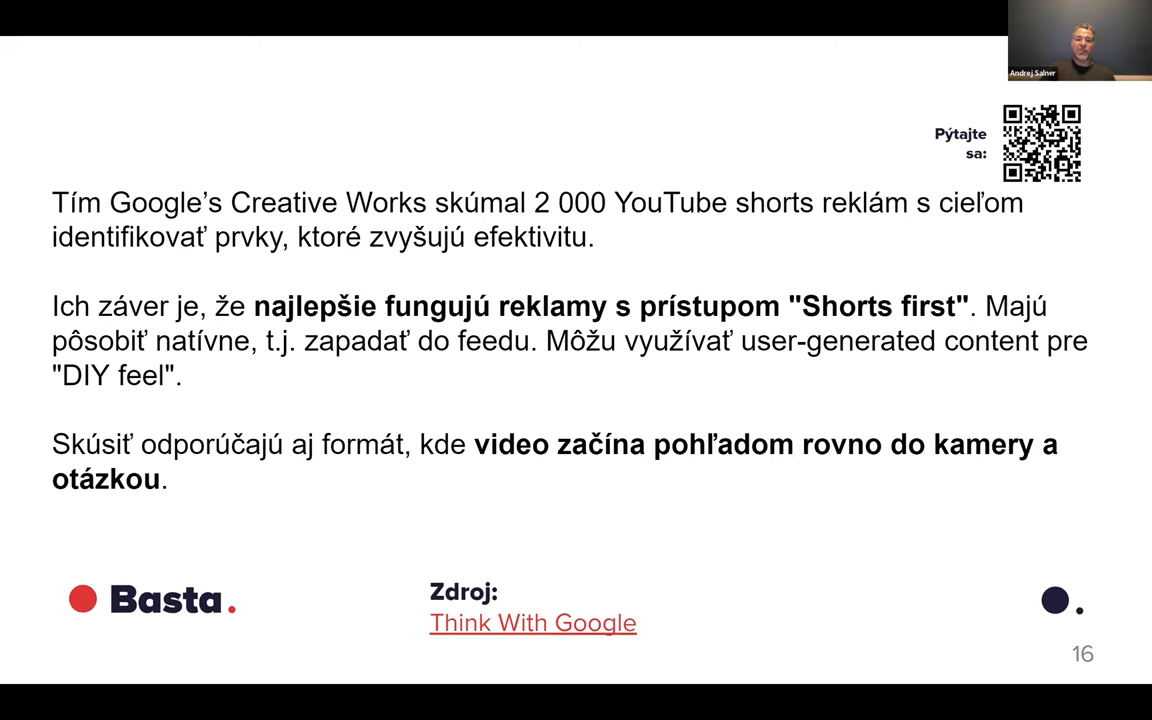 Andrej Salner
Pýtajte
sa:
Tím Google’s Creative Works skúmal 2 000 YouTube shorts reklám s cieľom
identifikovať prvky, ktoré zvyšujú efektivitu.
Ich záver je, že najlepšie fungujú reklamy s prístupom "Shorts first". Majú
pôsobiť natívne, t.j. zapadať do feedu. Môžu využívať user-generated content pre
"DIY feel".
Skúsiť odporúčajú aj formát, kde video začína pohľadom rovno do kamery a
otázkou.
Basta.
Zdroj:
Think With Google
16